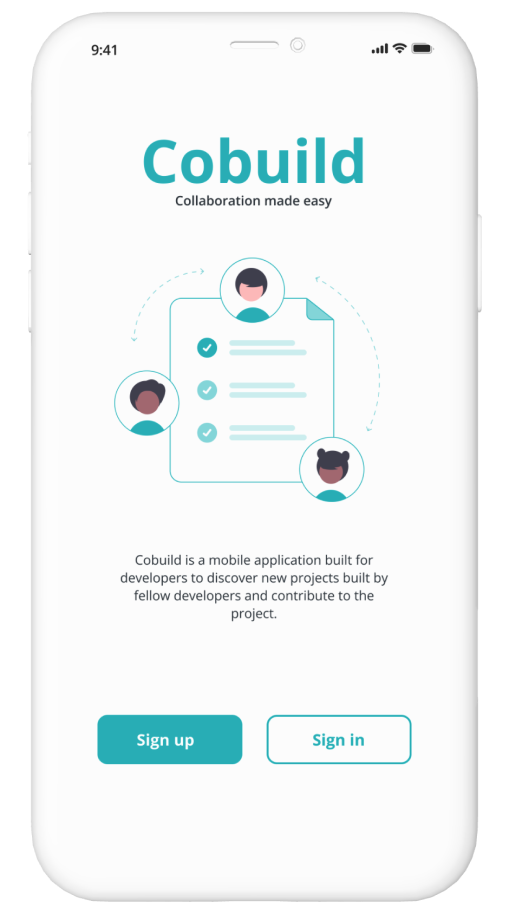 9:41
Cobuild
Collaboration made easy
Cobuild is a mobile application built for
developers to discover new projects built by
fellow developers and contribute to the
project.
Sign up
Sign in